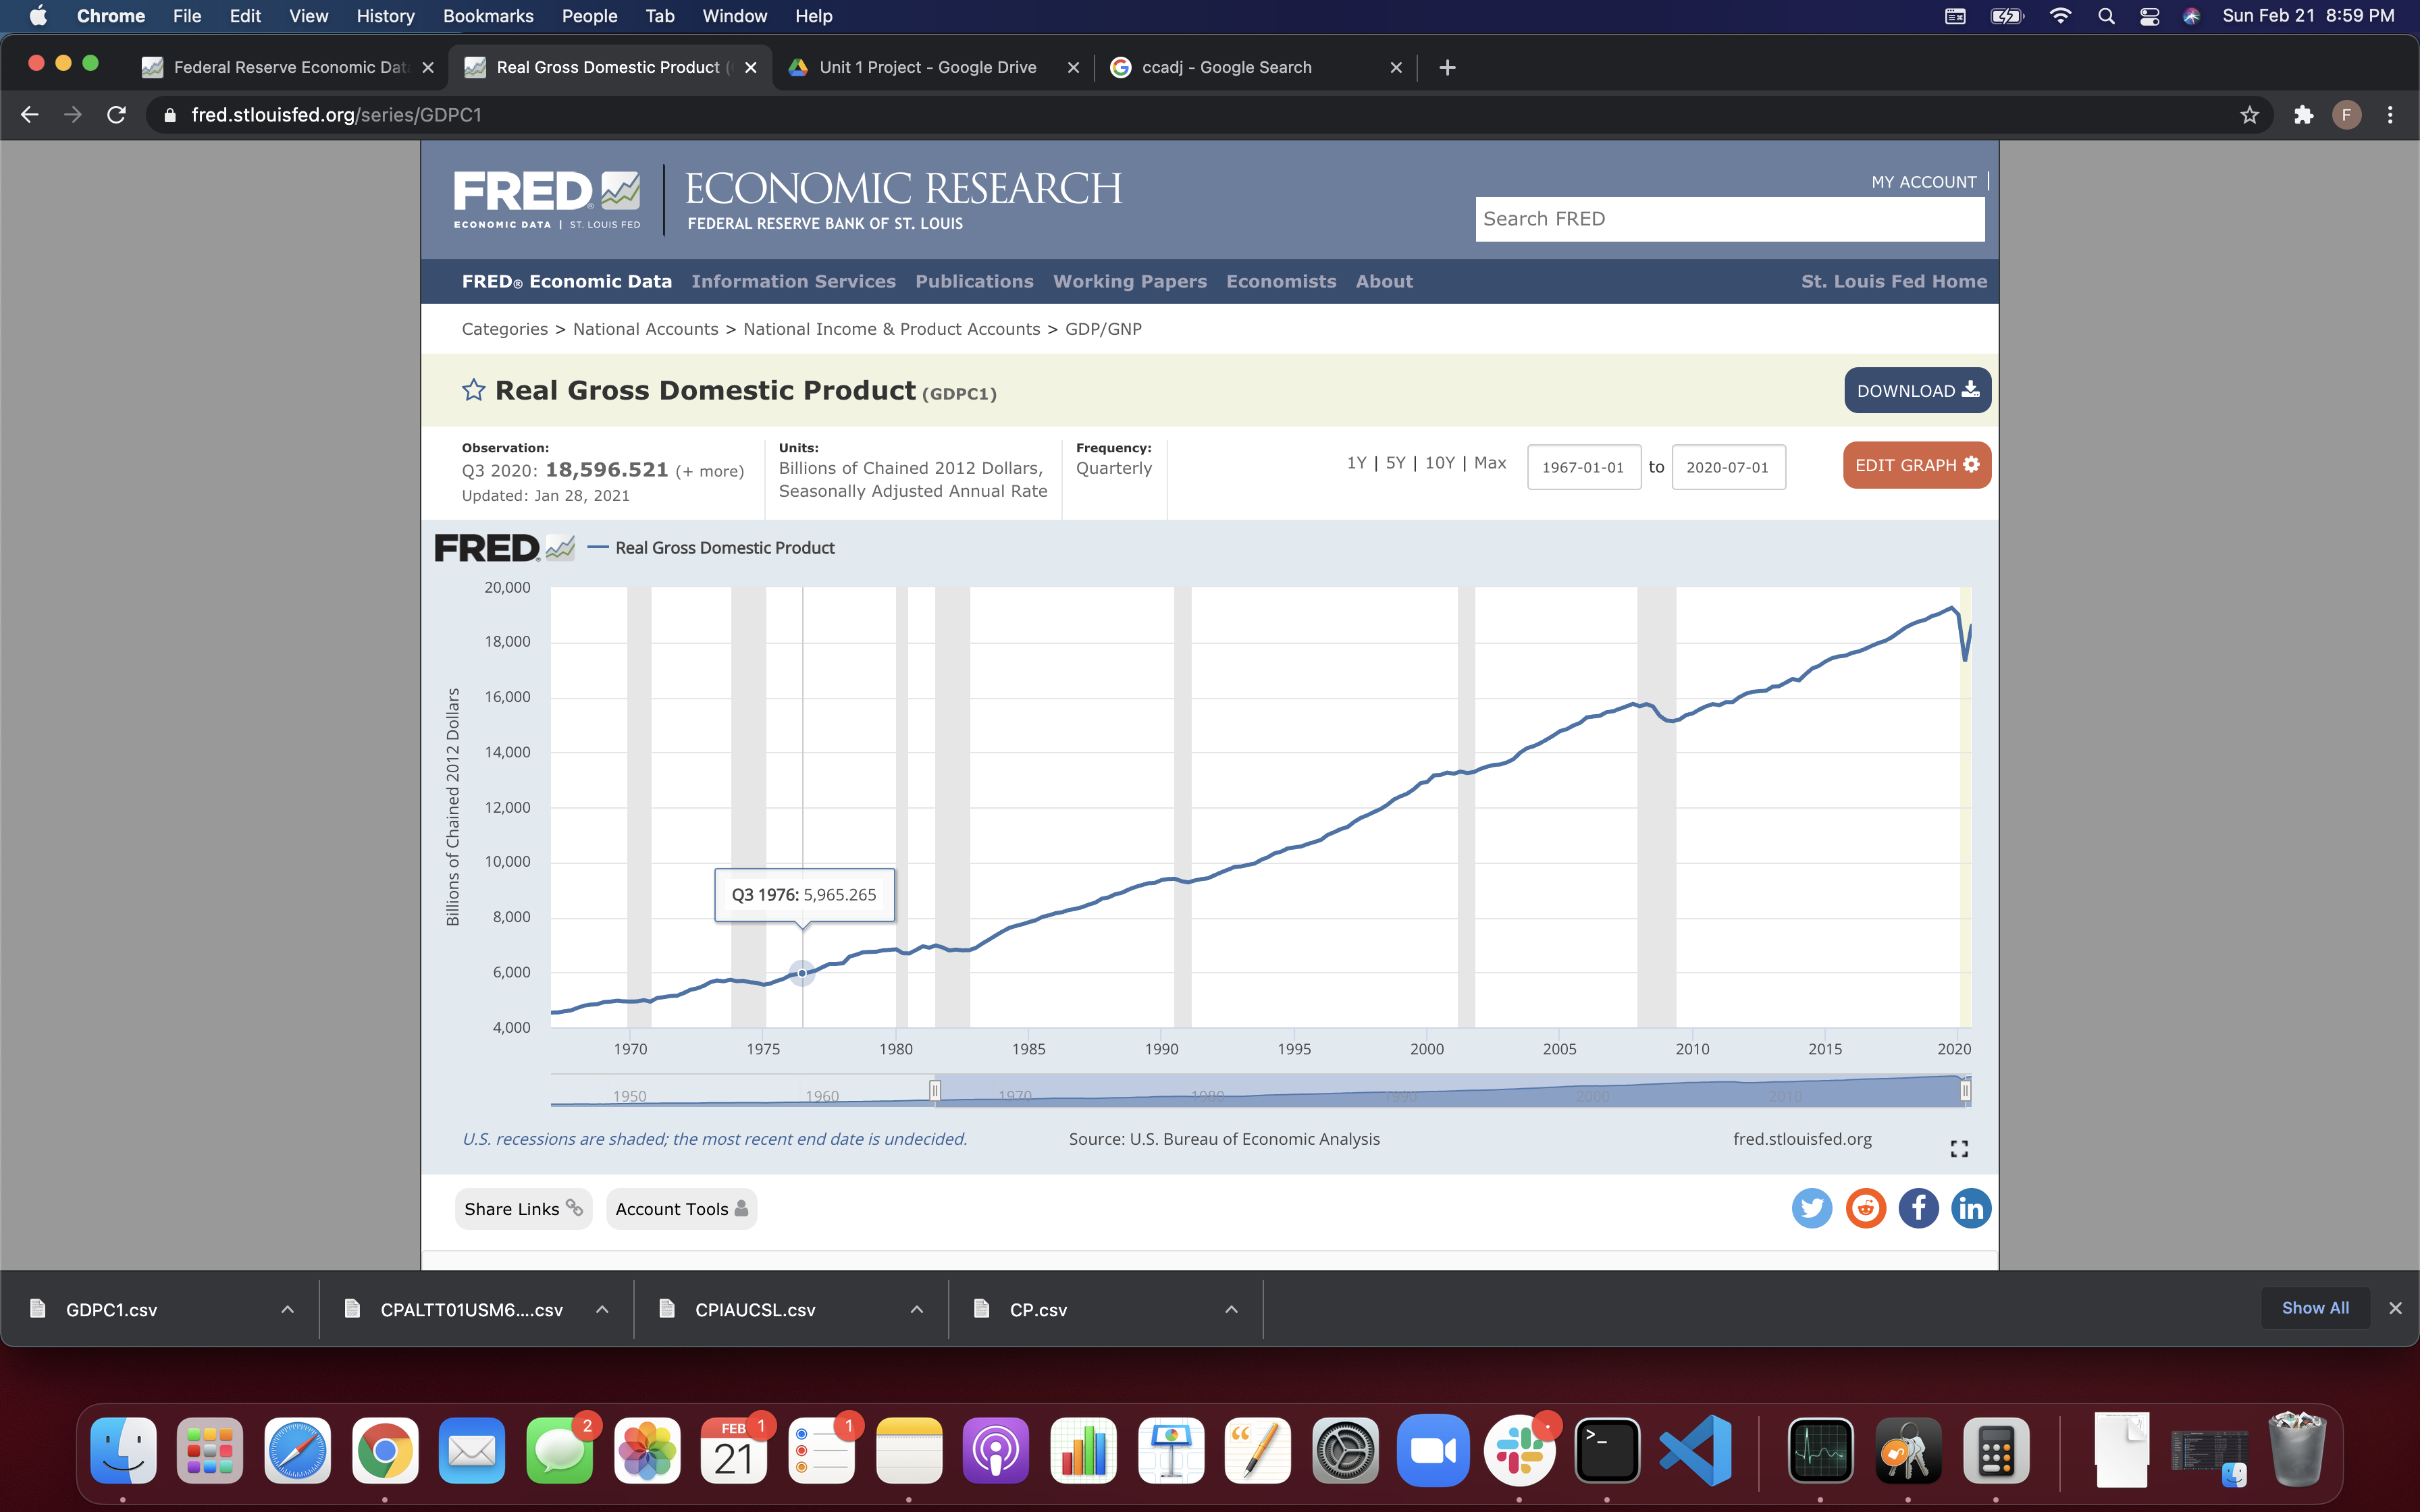 Chrome File Edit View History Bookmarks People Tab Window Help Sun Feb 21 8:59 PM
Federal Reserve Economic Dat Real Gross Domestic Product ( Unit 1 Project - Google Drive ccadj - Google Search
fred.stlouisfed.org/series/GDPC1 F
FRED® ECONOMIC RESEARCH
ECONOMIC DATA | ST. LOUIS FED FEDERAL RESERVE BANK OF ST. LOUIS
MY ACCOUNT
Search FRED
FRED® Economic Data Information Services Publications Working Papers Economists About St. Louis Fed Home
Categories > National Accounts > National Income & Product Accounts > GDP/GNP
Real Gross Domestic Product (GDPC1) DOWNLOAD
Observation: Units: Frequency:
Q3 2020: 18,596.521 (+ more) Billions of Chained 2012 Dollars, Quarterly 1Y | 5Y | 10Y | Max 1967-01-01 to 2020-07-01 EDIT GRAPH
Updated: Jan 28, 2021 Seasonally Adjusted Annual Rate
FRED® Real Gross Domestic Product
Billions of Chained 2012 Dollars
20,000
18,000
16,000
14,000
12,000
10,000
8,000
6,000
4,000
Q3 1976: 5,965.265
1970 1975 1980 1985 1990 1995 2000 2005 2010 2015 2020
1950 1960 1970 1980 1990 2000 2010
U.S. recessions are shaded; the most recent end date is undecided. Source: U.S. Bureau of Economic Analysis fred.stlouisfed.org
Share Links Account Tools
GDPC1.csv CPALTT01USM6....csv CPIAUCSL.csv CP.csv Show All
2 FEB 21 1 1